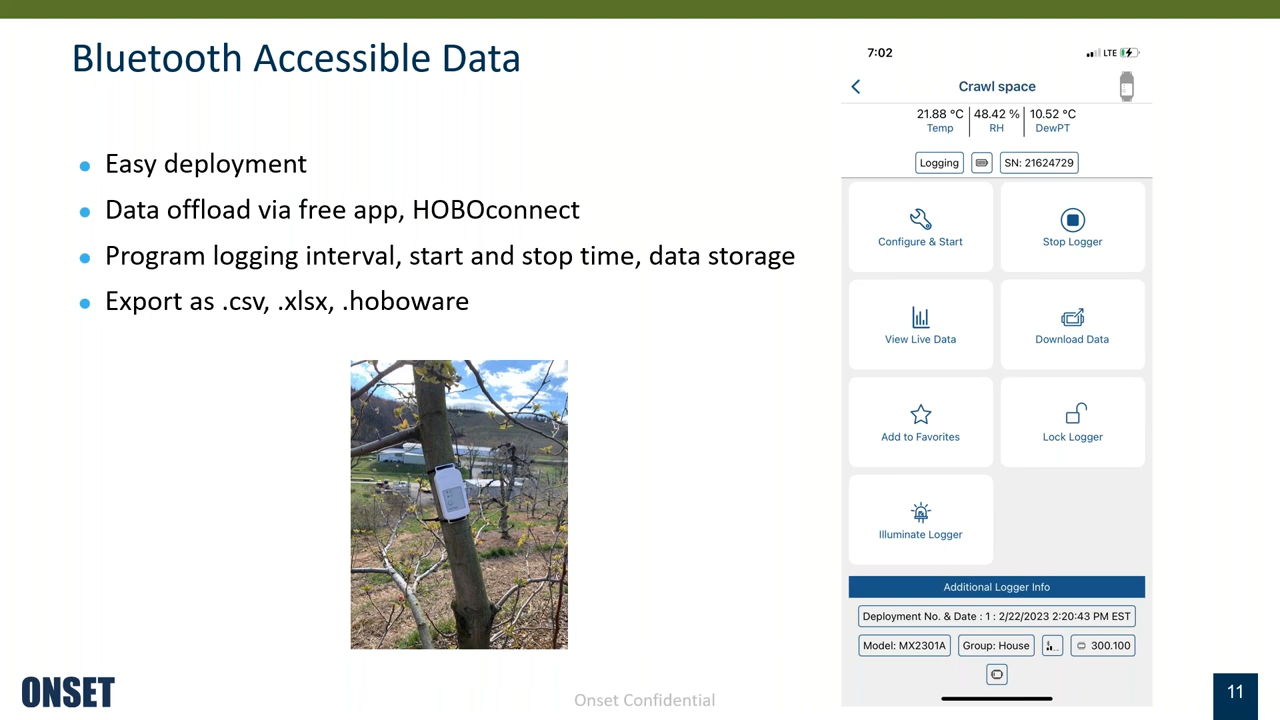 Bluetooth Accessible Data
Easy deployment
Data offload via free app, HOBOconnect
Program logging interval, start and stop time, data storage
Export as .csv, .xlsx, .hoboware
7:02
LTE
Crawl space
21.88 °C 48.42 % 10.52 °C
Temp RH DewPT
Logging SN: 21624729
Configure & Start Stop Logger
View Live Data Download Data
Add to Favorites Lock Logger
Illuminate Logger
Additional Logger Info
Deployment No. & Date : 1 : 2/22/2023 2:20:43 PM EST
Model: MX2301A Group: House 300.100
ONSET
Onset Confidential
11